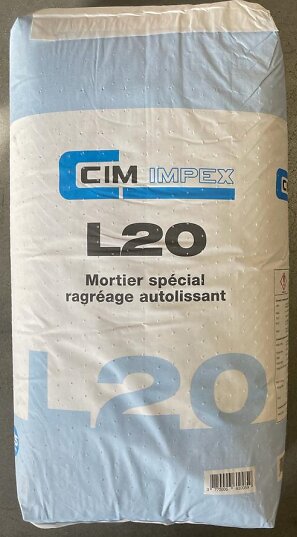 CIM IMPEX
L20
Mortier spécial
ragréage autolissant
L20